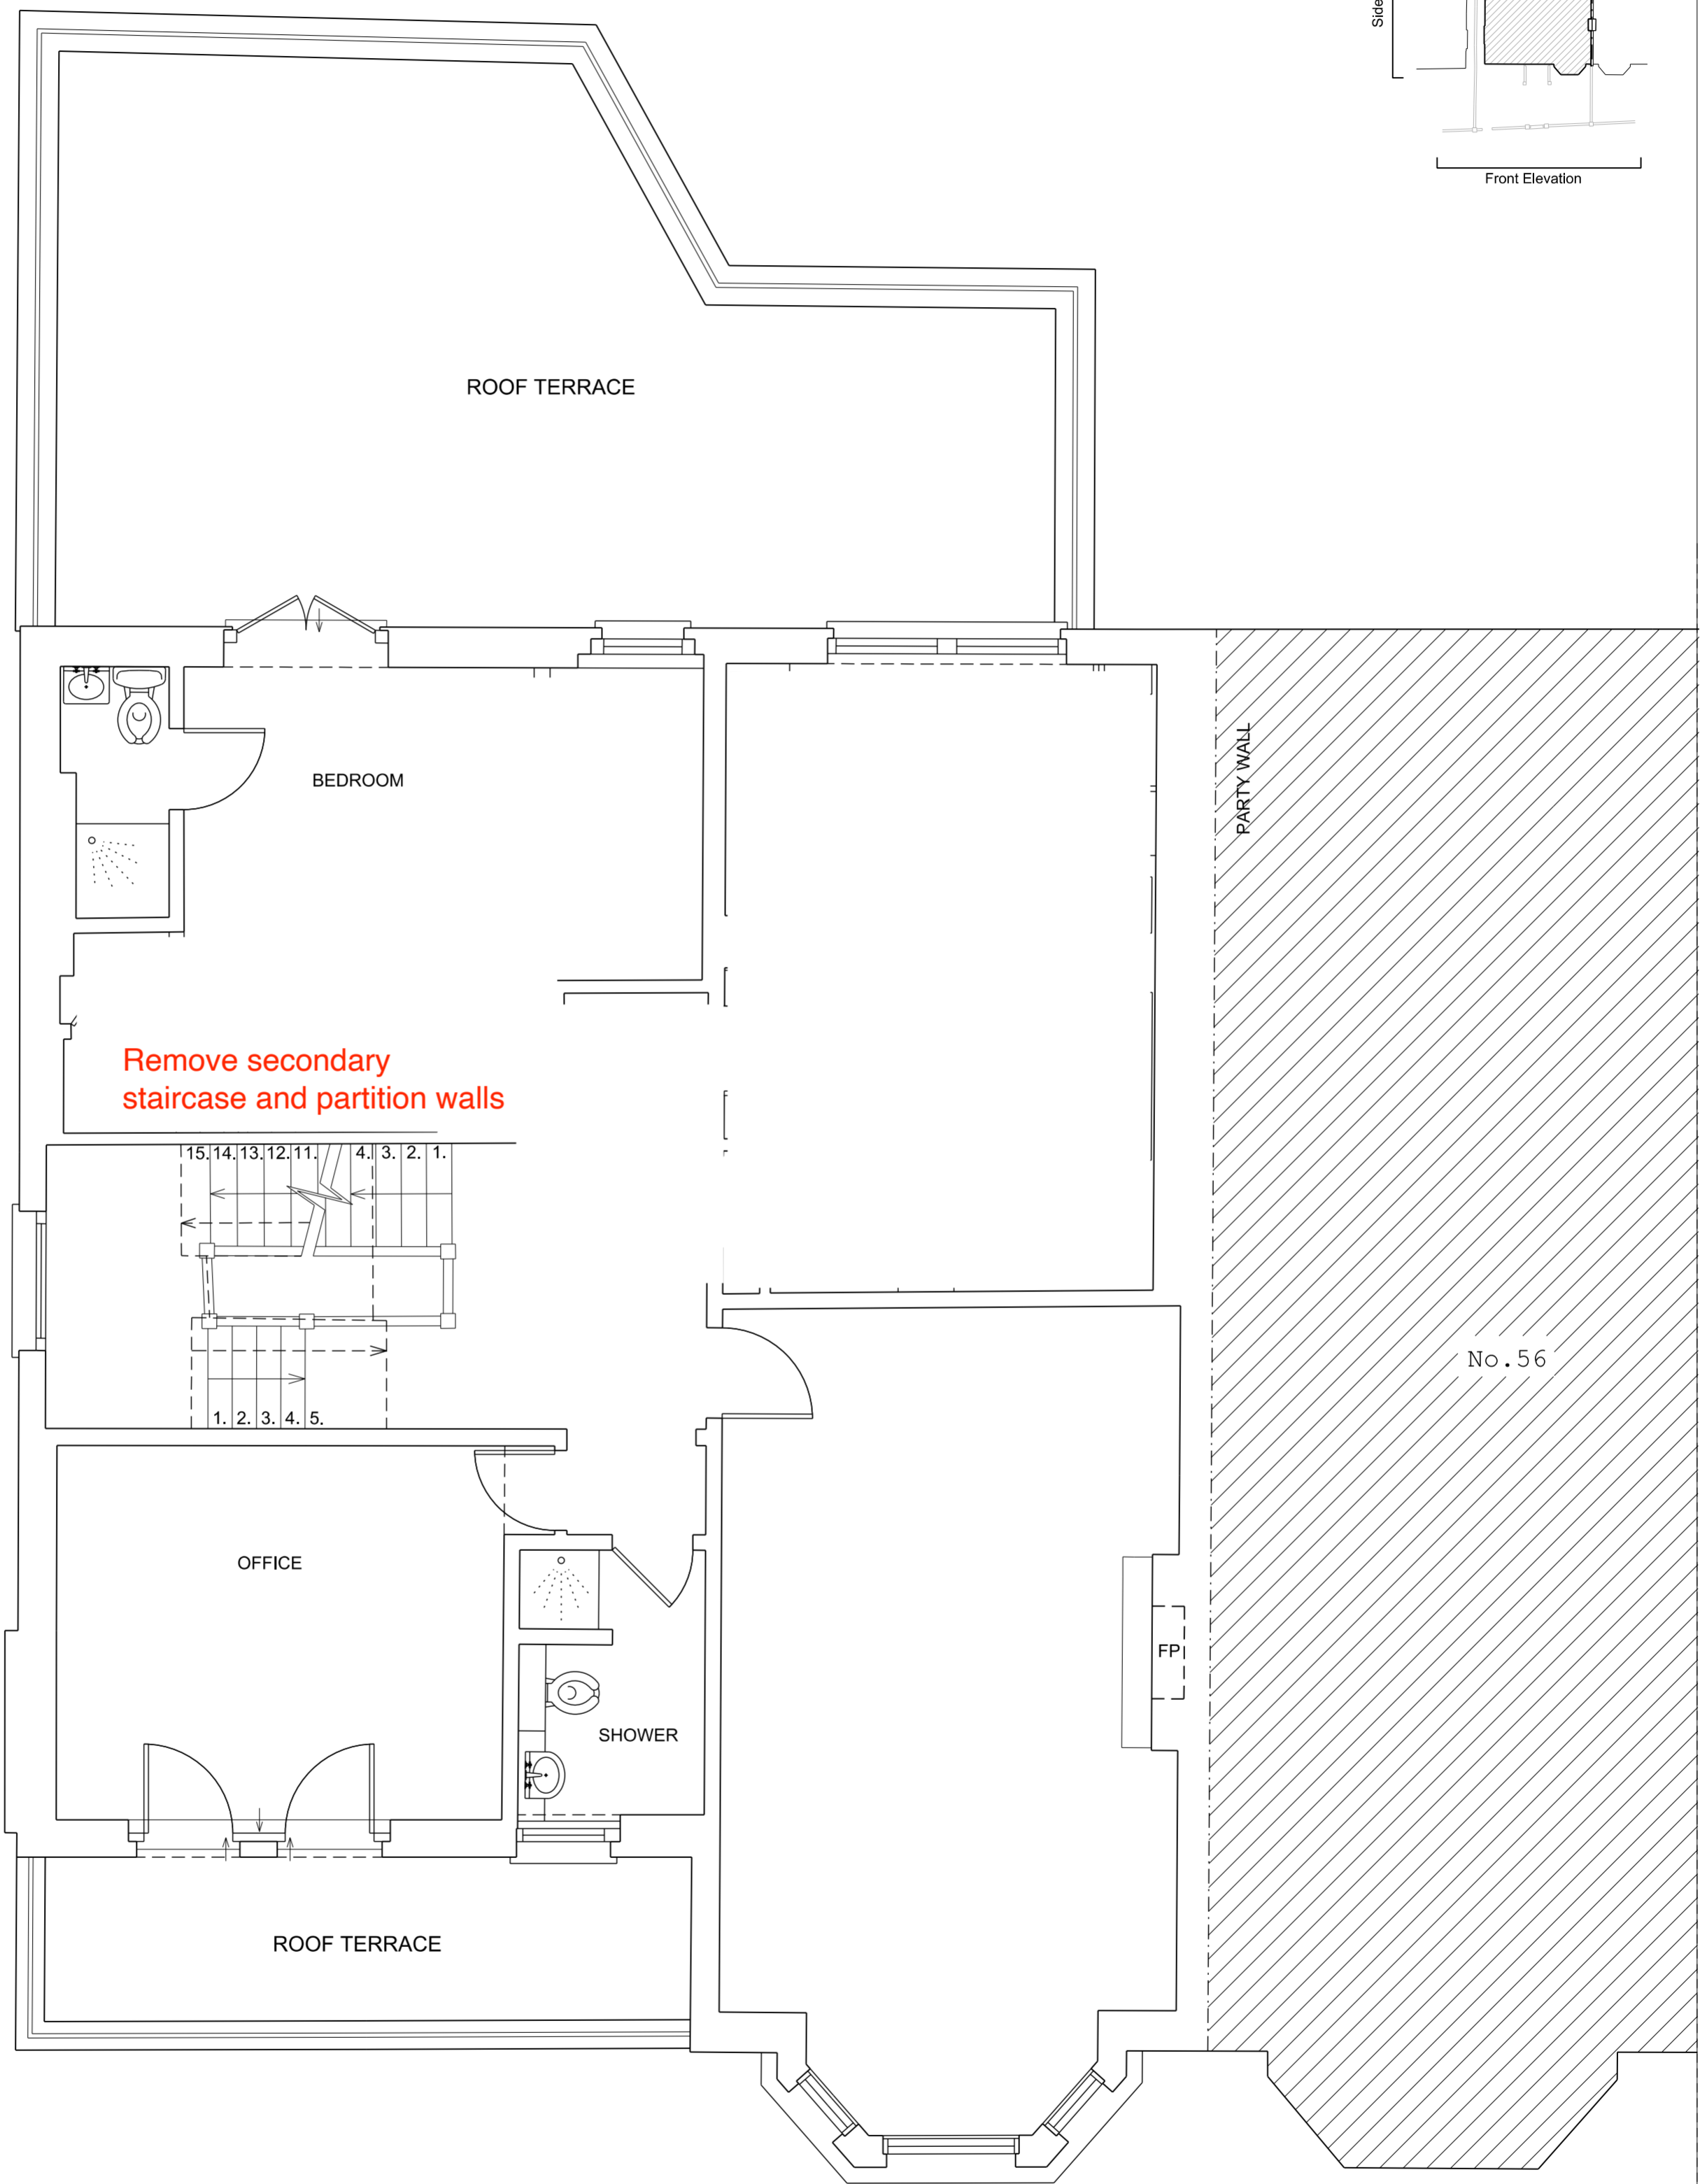 Side
Front Elevation
ROOF TERRACE
BEDROOM
PARTY WALL
Remove secondary
staircase and partition walls
15. 14. 13. 12. 11. 4. 3. 2. 1.
No.56
1. 2. 3. 4. 5.
OFFICE
FP
SHOWER
ROOF TERRACE